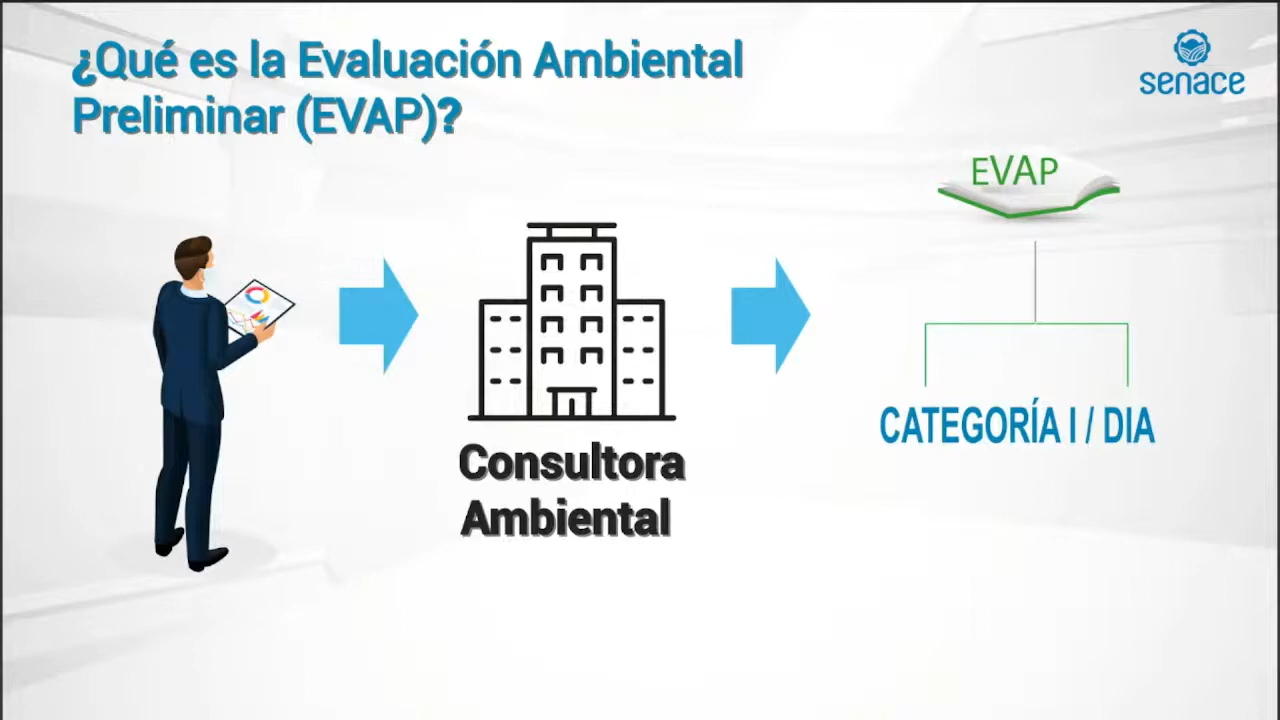 ¿Qué es la Evaluación Ambiental
Preliminar (EVAP)?
senace
EVAP
CATEGORÍA I / DIA
Consultora
Ambiental